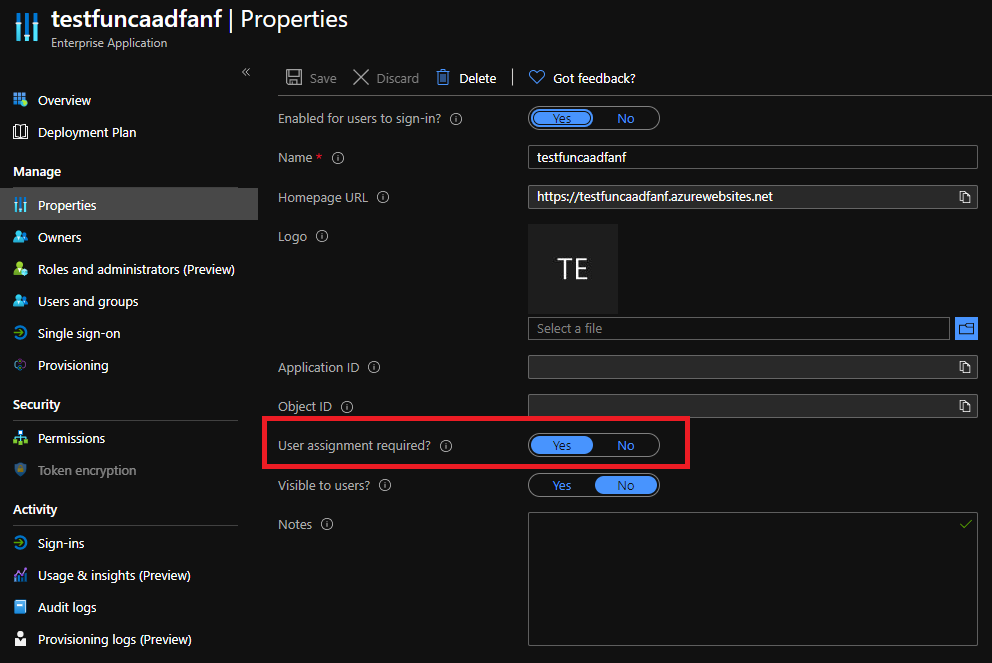 testfuncaadfanf | Properties
Enterprise Application
«
Overview
Deployment Plan
Manage
Properties
Owners
Roles and administrators (Preview)
Users and groups
Single sign-on
Provisioning
Security
Permissions
Token encryption
Activity
Sign-ins
Usage & insights (Preview)
Audit logs
Provisioning logs (Preview)
Save Discard Delete | Got feedback?
Enabled for users to sign-in? Yes No
Name * testfuncaadfanf
Homepage URL https://testfuncaadfanf.azurewebsites.net
Logo
TE
Select a file
Application ID
Object ID
User assignment required? Yes No
Visible to users? Yes No
Notes